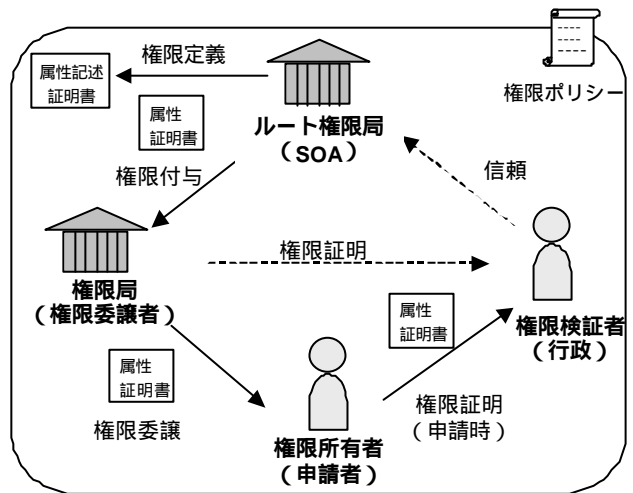 権限定義
属性記述
証明書
権限ポリシー
属性
証明書
ルート権限局
（SOA）
信頼
権限付与
権限証明
権限局
（権限委譲者）
属性
証明書
権限検証者
（行政）
属性
証明書
権限証明
（申請時）
権限委譲
権限所有者
（申請者）